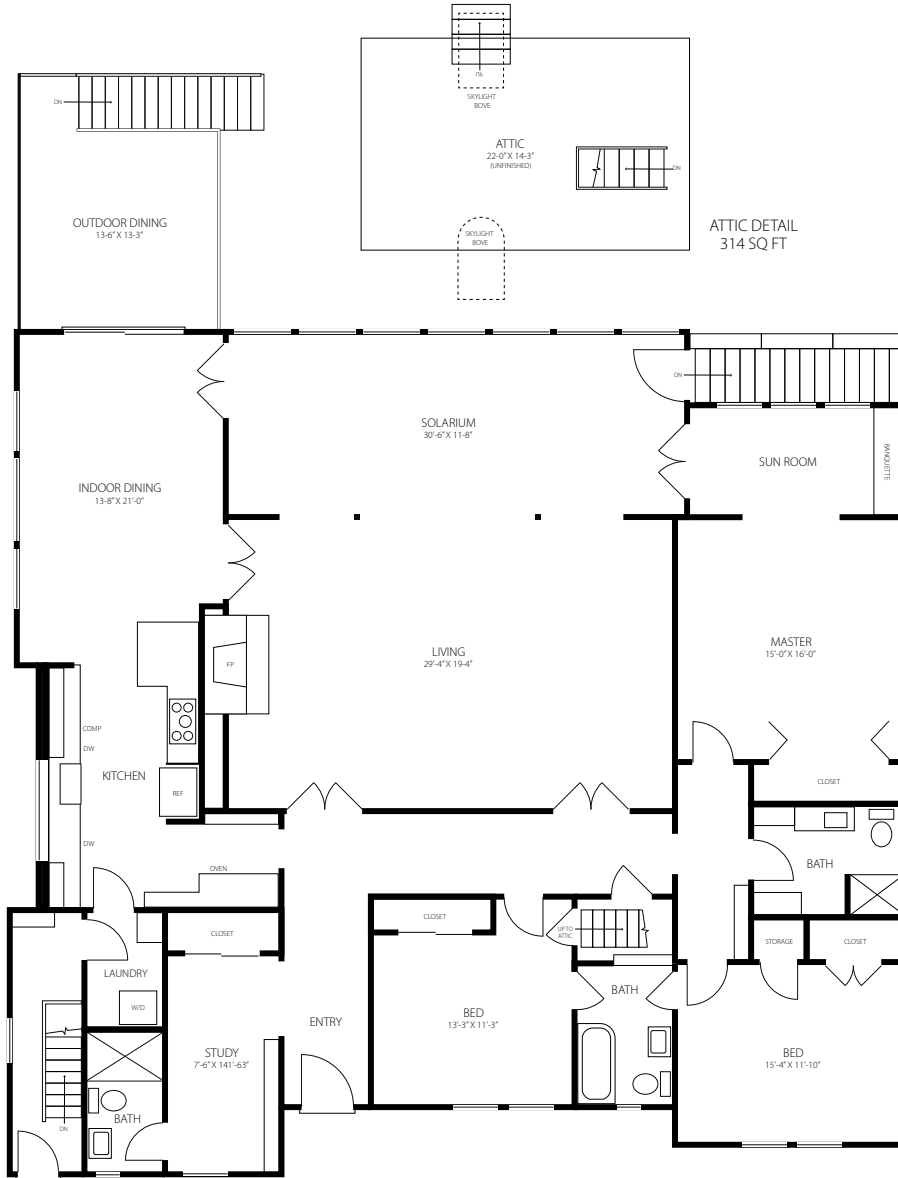 UP
SKYLIGHT
BOVE
DN
ATTIC
22-0" X 14-3"
(UNFINISHED)
DN
OUTDOOR DINING
13-6" X 13-3"
SKYLIGHT
BOVE
ATTIC DETAIL
314 SQ FT
DN
SOLARIUM
30'-6" X 11-8"
SUN ROOM
BANQUETTE
INDOOR DINING
13-8" X 21'-0"
LIVING
29'-4" X 19-4"
FP
MASTER
15'-0" X 16'-0"
COMP
DW
KITCHEN
REF
CLOSET
DW
OVEN
BATH
CLOSET
CLOSET
UP TO
ATTIC
STORAGE
CLOSET
LAUNDRY
W/D
BATH
ENTRY
BED
13'-3" X 11'-3"
STUDY
7'-6" X 141'-63"
BED
15'-4" X 11'-10"
BATH
DN